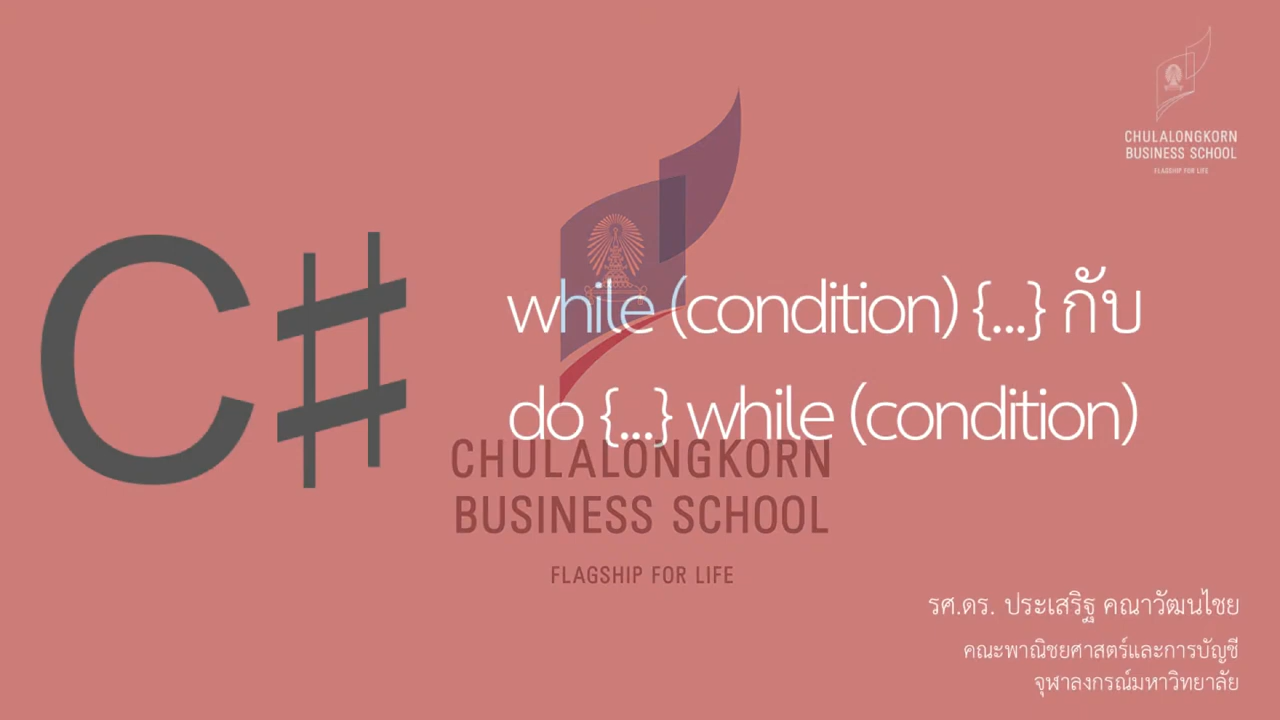 CHULALONGKORN
BUSINESS SCHOOL
FLAGSHIP FOR LIFE
C#
while (condition) {...} กับ
do {...} while (condition)
CHULALONGKORN
BUSINESS SCHOOL
FLAGSHIP FOR LIFE
รศ.ดร. ประเสริฐ คณาวัฒนไชย
คณะพาณิชยศาสตร์และการบัญชี
จุฬาลงกรณ์มหาวิทยาลัย